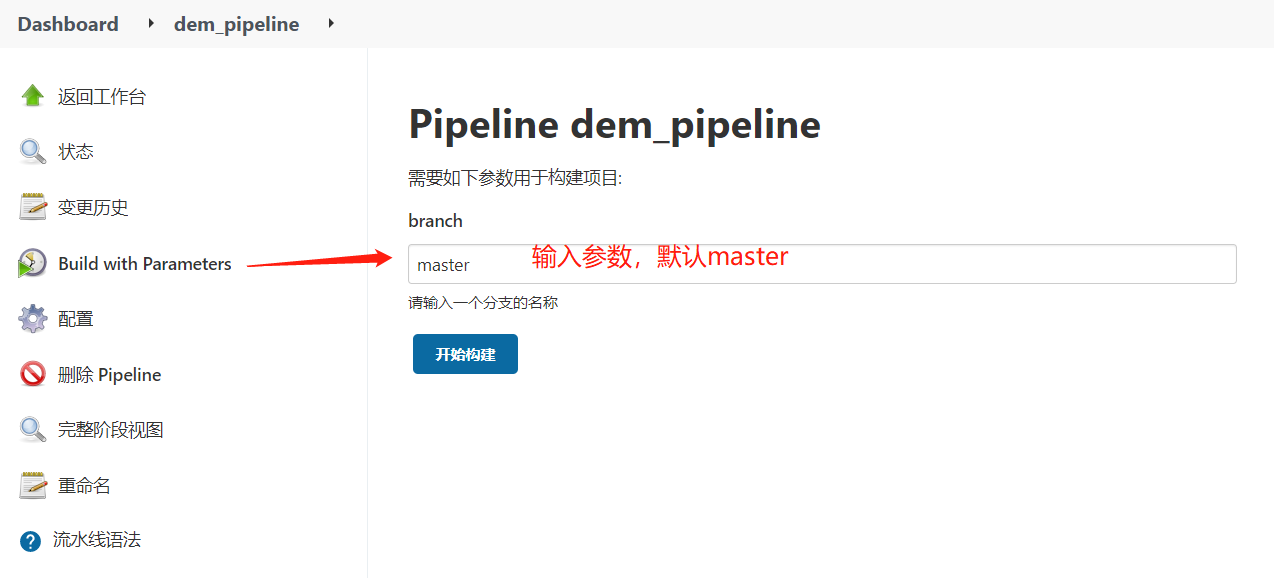 Dashboard dem_pipeline
返回工作台
状态
变更历史
Build with Parameters
配置
删除 Pipeline
完整阶段视图
重命名
流水线语法
Pipeline dem_pipeline
需要如下参数用于构建项目:
branch
master
输入参数，默认master
请输入一个分支的名称
开始构建